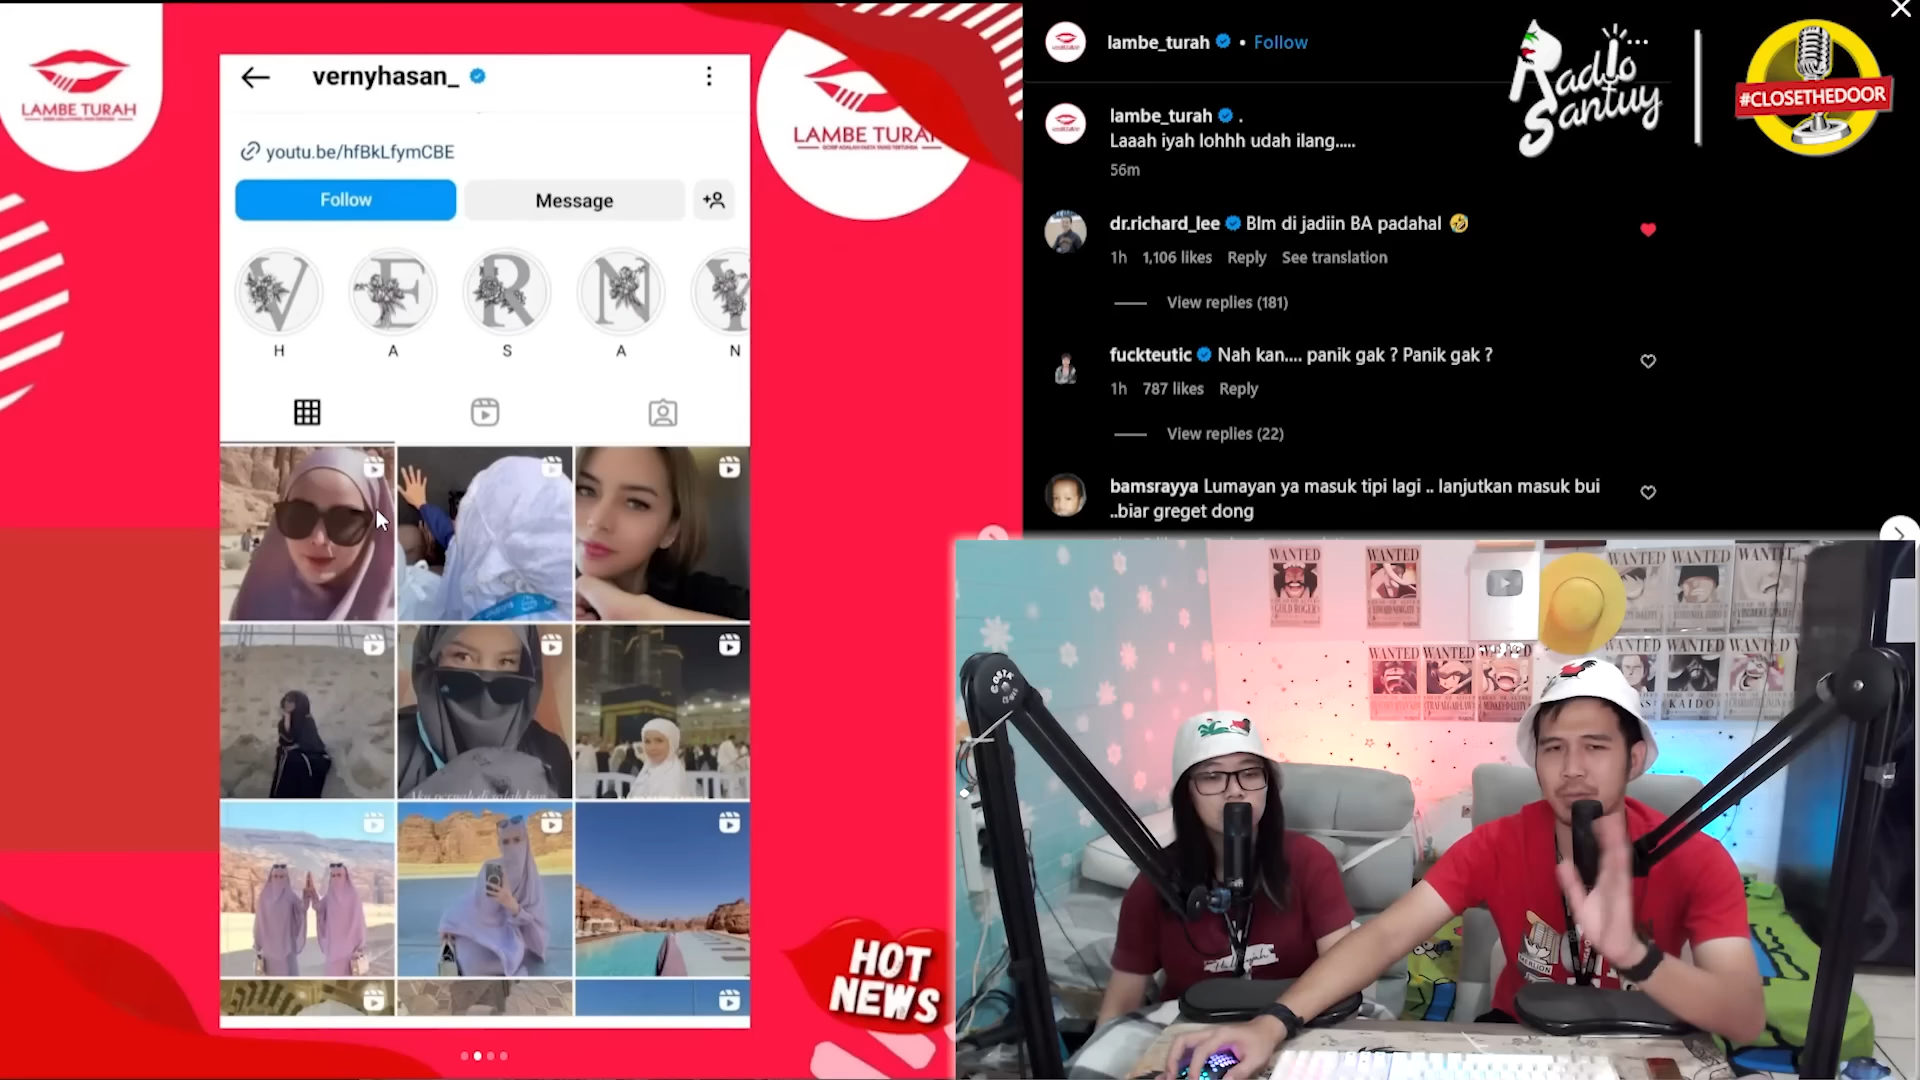 LAMBE TURAH
vernyhasan_
youtu.be/hfBkLfymCBE
Follow
Message
V
E
R
N
Y
H
A
S
A
N
LAMBE TURAH
HOT
NEWS
lambe_turah • Follow
lambe_turah .
Laaah iyah lohhh udah ilang.....
56m
dr.richard_lee Blm di jadiin BA padahal 🤣
1h 1,106 likes Reply See translation
View replies (181)
fuckteutic Nah kan.... panik gak ? Panik gak ?
1h 787 likes Reply
View replies (22)
bamsrayya Lumayan ya masuk tipi lagi .. lanjutkan masuk bui
..biar greget dong
Radio
Santuy
#CLOSETHEDOOR
WANTED
GOLD ROGER
WANTED
WANTED
WANTED
WANTED
WANTED
WANTED
WANTED
WANTED
WANTED
WANTED
KAIDO